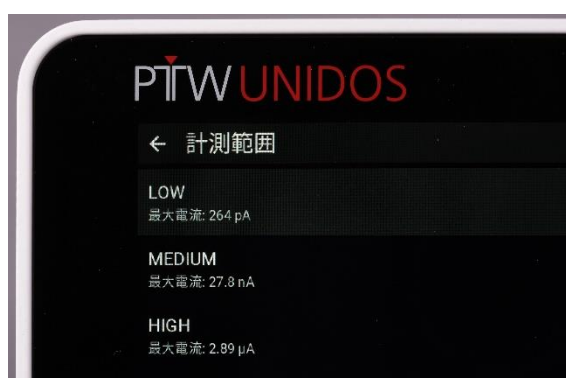 PTW UNIDOS
← 計測範囲
LOW
最大電流: 264 pA
MEDIUM
最大電流: 27.8 nA
HIGH
最大電流: 2.89 μA